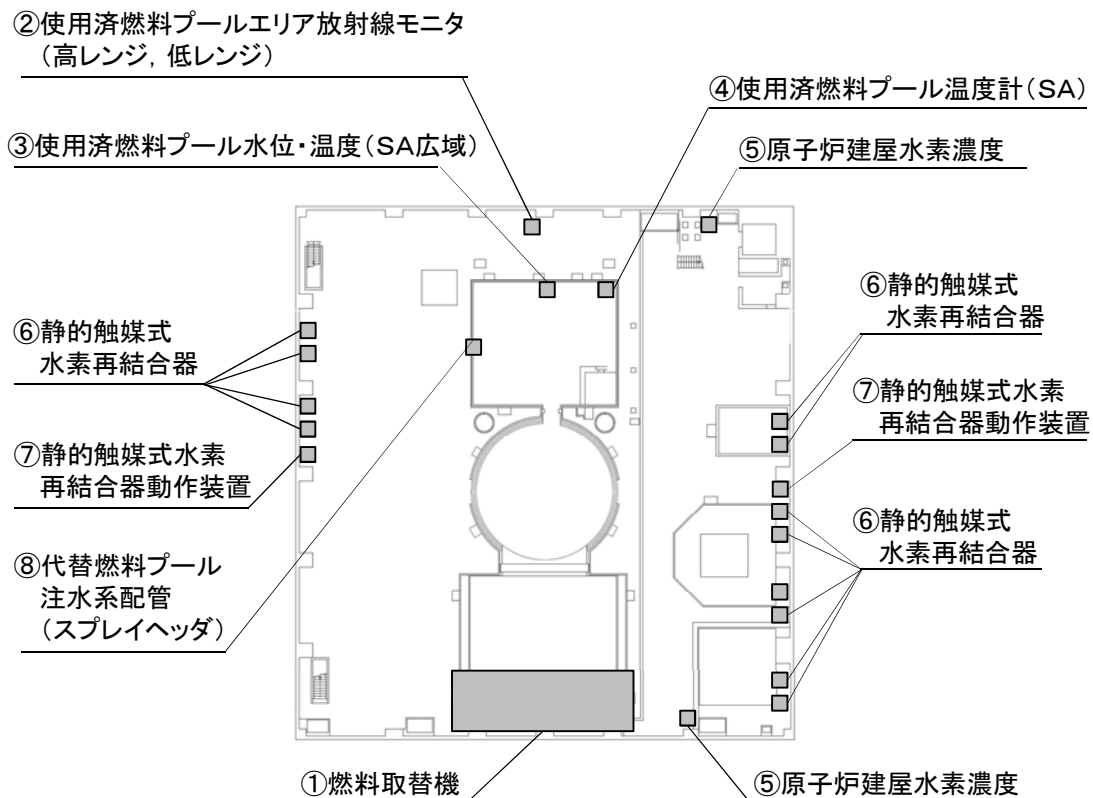 ②使用済燃料プールエリア放射線モニタ
（高レンジ，低レンジ）
④使用済燃料プール温度計（ＳＡ）
③使用済燃料プール水位・温度（ＳＡ広域）
⑤原子炉建屋水素濃度
⑥静的触媒式
水素再結合器
⑥静的触媒式
水素再結合器
⑦静的触媒式水素
再結合器動作装置
⑦静的触媒式水素
再結合器動作装置
⑥静的触媒式
水素再結合器
⑧代替燃料プール
注水系配管
（スプレイヘッダ）
①燃料取替機
⑤原子炉建屋水素濃度